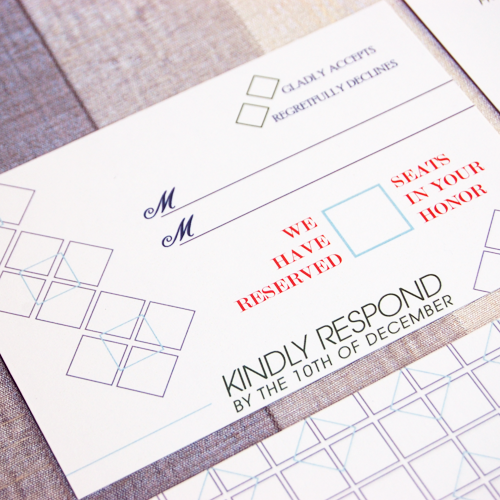 GLADLY ACCEPTS
REGRETFULLY DECLINES
M
M
WE
HAVE
RESERVED
SEATS
IN YOUR
HONOR
KINDLY RESPOND
BY THE 10TH OF DECEMBER